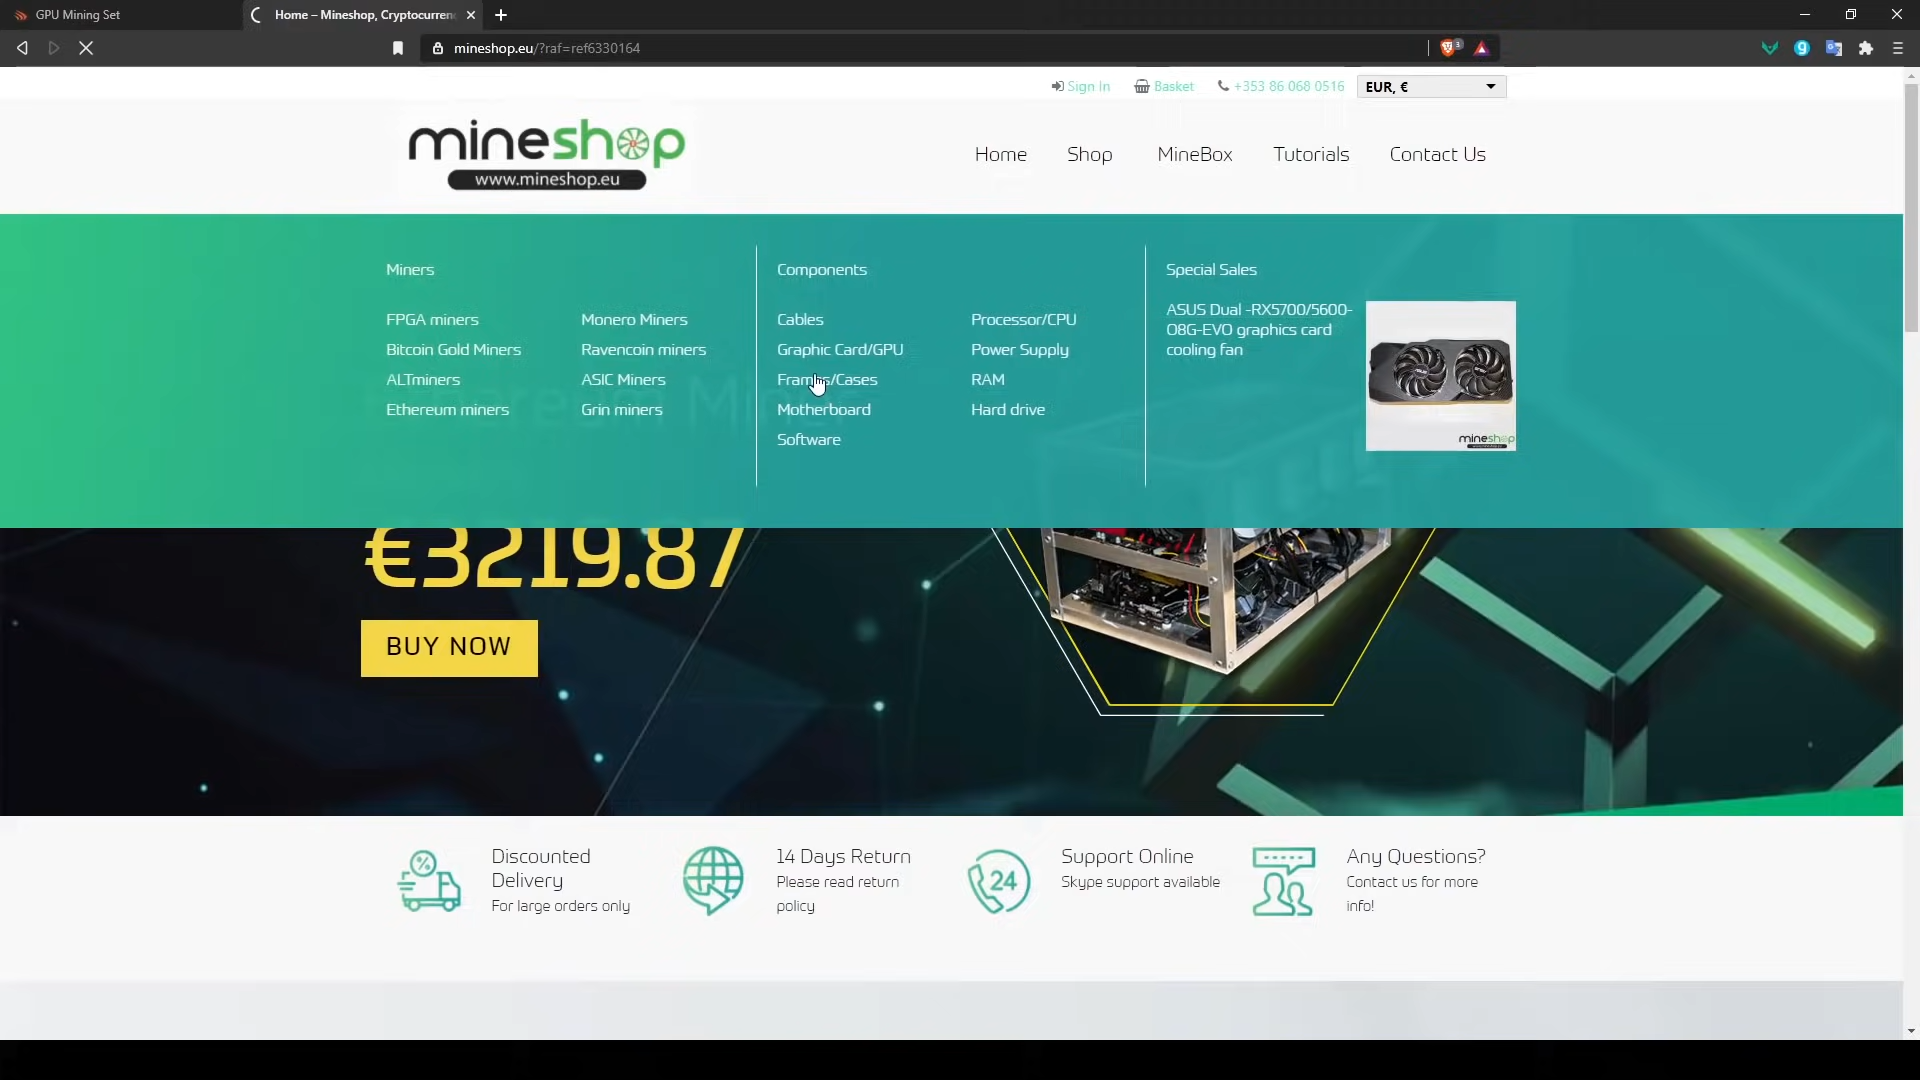 GPU Mining Set
Home – Mineshop, Cryptocurren
mineshop.eu/?raf=ref6330164
3
Sign In
Basket
+353 86 068 0516
EUR, €
mineshop
www.mineshop.eu
Home
Shop
MineBox
Tutorials
Contact Us
Miners
FPGA miners
Bitcoin Gold Miners
ALTminers
Ethereum miners
Monero Miners
Ravencoin miners
ASIC Miners
Grin miners
Components
Cables
Graphic Card/GPU
Frames/Cases
Motherboard
Software
Processor/CPU
Power Supply
RAM
Hard drive
Special Sales
ASUS Dual -RX5700/5600-
O8G-EVO graphics card
cooling fan
mineshop
€3219.87
BUY NOW
Discounted
Delivery
For large orders only
14 Days Return
Please read return
policy
24
Support Online
Skype support available
Any Questions?
Contact us for more
info!